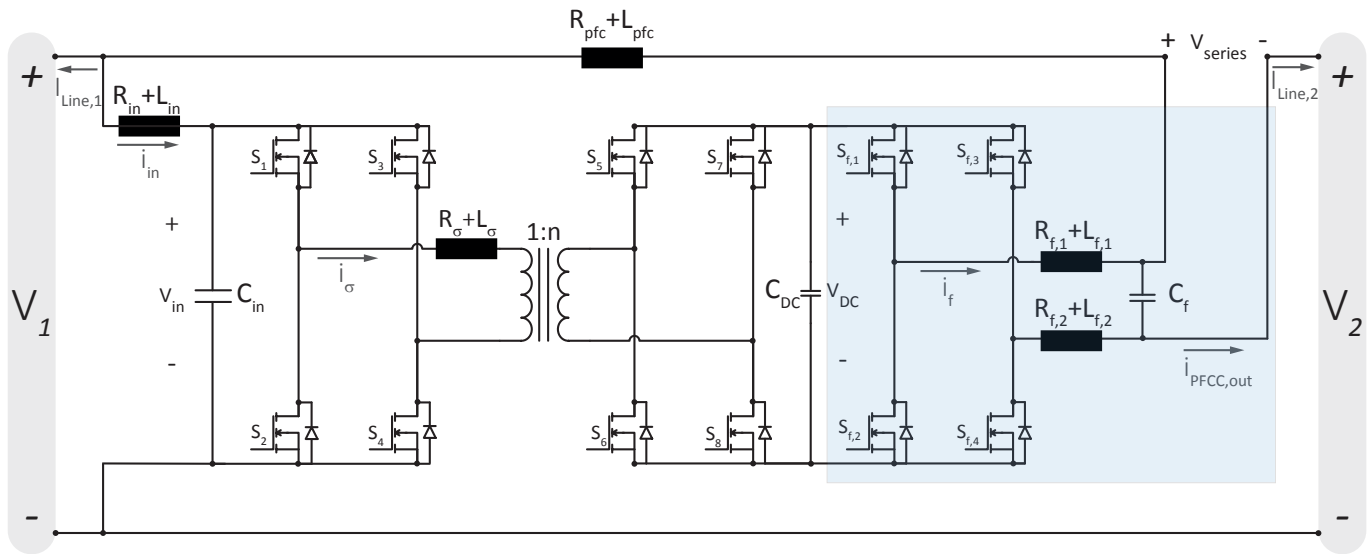 R_pfc+L_pfc
+ V_series -
+
I_Line,1
I_Line,2
+
R_in+L_in
i_in
S_1
S_3
S_5
S_7
S_f,1
S_f,3
+
R_σ+L_σ
1:n
+
R_f,1+L_f,1
i_σ
i_f
V_1
V_in
C_in
C_DC
V_DC
C_f
V_2
R_f,2+L_f,2
-
-
i_PFCC,out
S_2
S_4
S_6
S_8
S_f,2
S_f,4
-
-